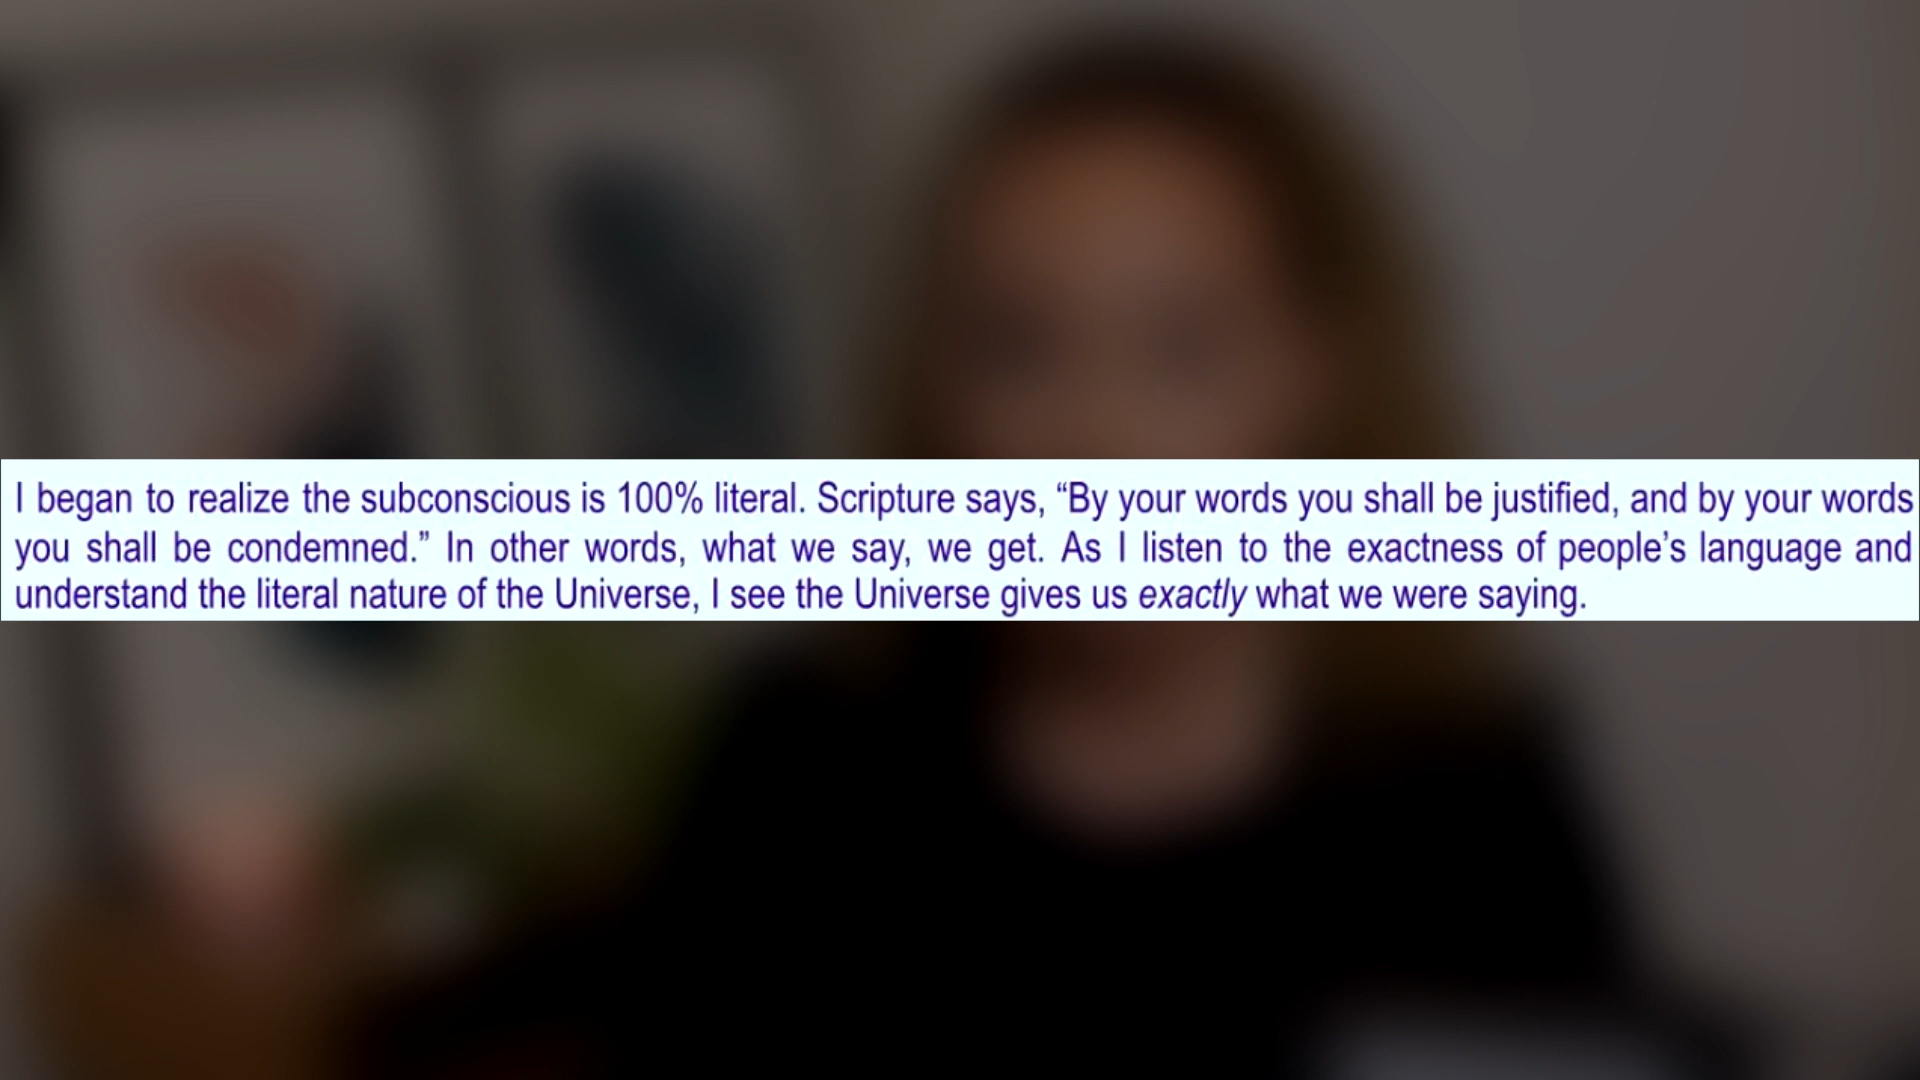 I began to realize the subconscious is 100% literal. Scripture says, “By your words you shall be justified, and by your words
you shall be condemned.” In other words, what we say, we get. As I listen to the exactness of people’s language and
understand the literal nature of the Universe, I see the Universe gives us exactly what we were saying.